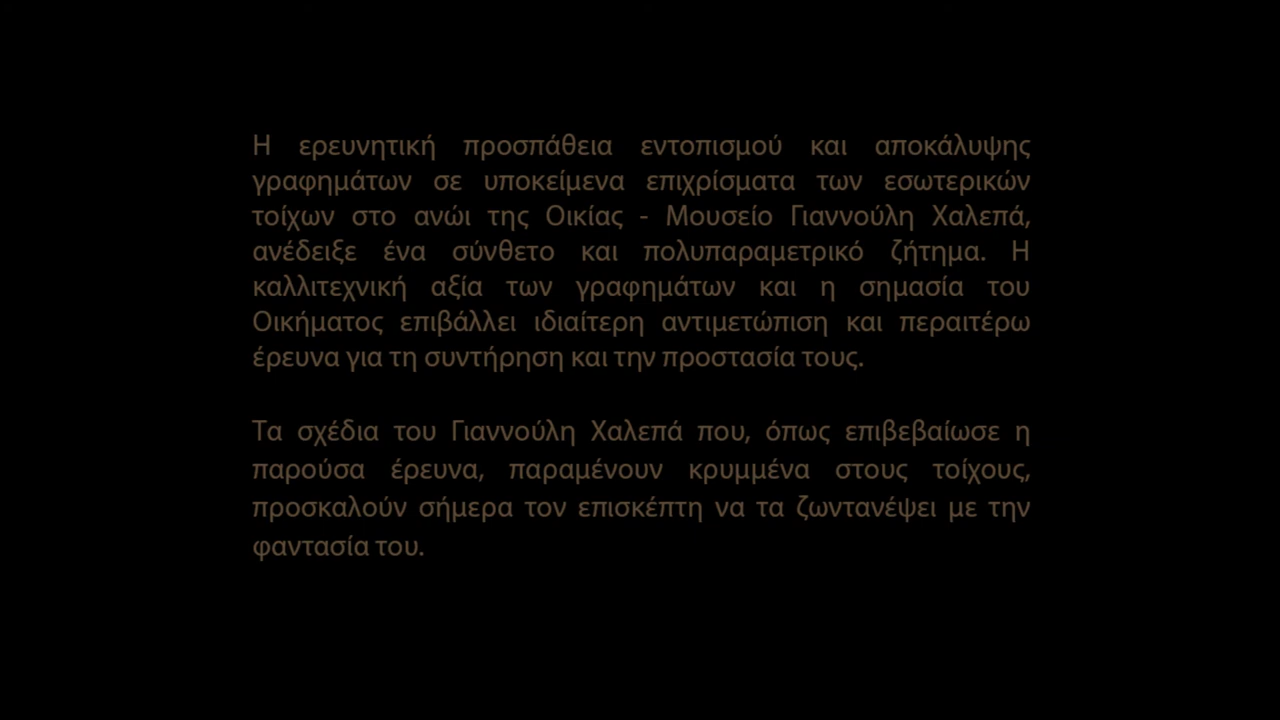 Η ερευνητική προσπάθεια εντοπισμού και αποκάλυψης
γραφημάτων σε υποκείμενα επιχρίσματα των εσωτερικών
τοίχων στο ανώι της Οικίας - Μουσείο Γιαννούλη Χαλεπά,
ανέδειξε ένα σύνθετο και πολυπαραμετρικό ζήτημα. Η
καλλιτεχνική αξία των γραφημάτων και η σημασία του
Οικήματος επιβάλλει ιδιαίτερη αντιμετώπιση και περαιτέρω
έρευνα για τη συντήρηση και την προστασία τους.
Τα σχέδια του Γιαννούλη Χαλεπά που, όπως επιβεβαίωσε η
παρούσα έρευνα, παραμένουν κρυμμένα στους τοίχους,
προσκαλούν σήμερα τον επισκέπτη να τα ζωντανέψει με την
φαντασία του.